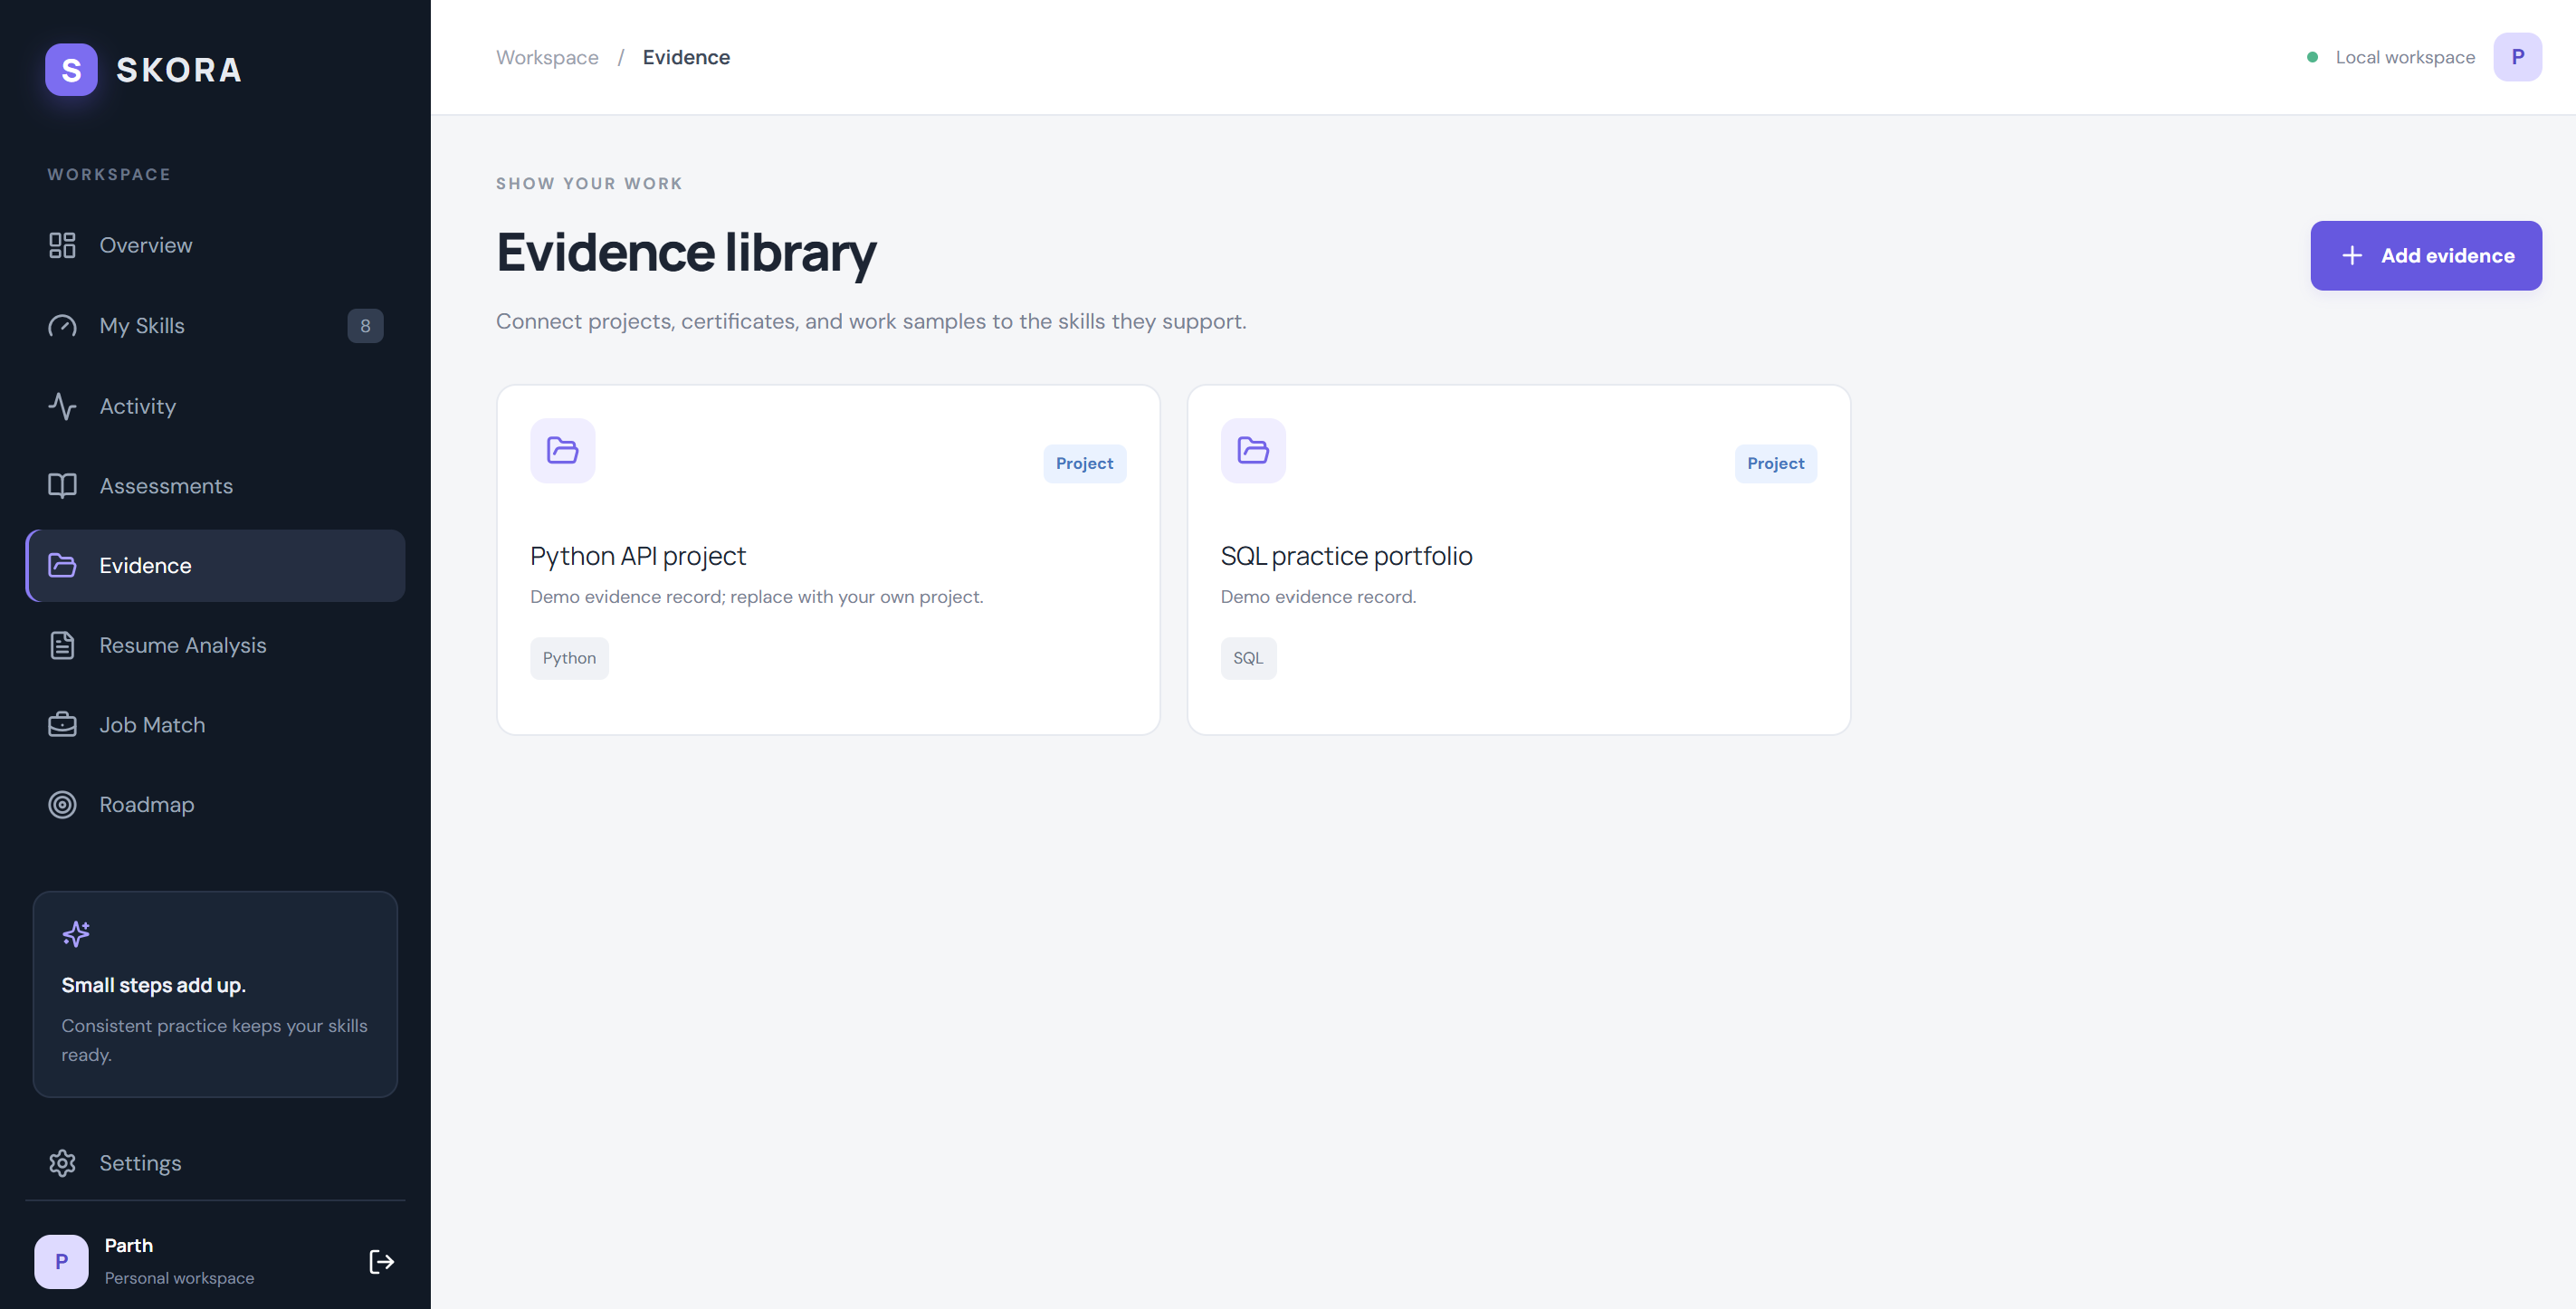 S SKORA
WORKSPACE
Overview
My Skills 8
Activity
Assessments
Evidence
Resume Analysis
Job Match
Roadmap
Small steps add up.
Consistent practice keeps your skills
ready.
Settings
P Parth
Personal workspace
Workspace / Evidence
Local workspace P
SHOW YOUR WORK
Evidence library
Add evidence
Connect projects, certificates, and work samples to the skills they support.
Project
Python API project
Demo evidence record; replace with your own project.
Python
Project
SQL practice portfolio
Demo evidence record.
SQL